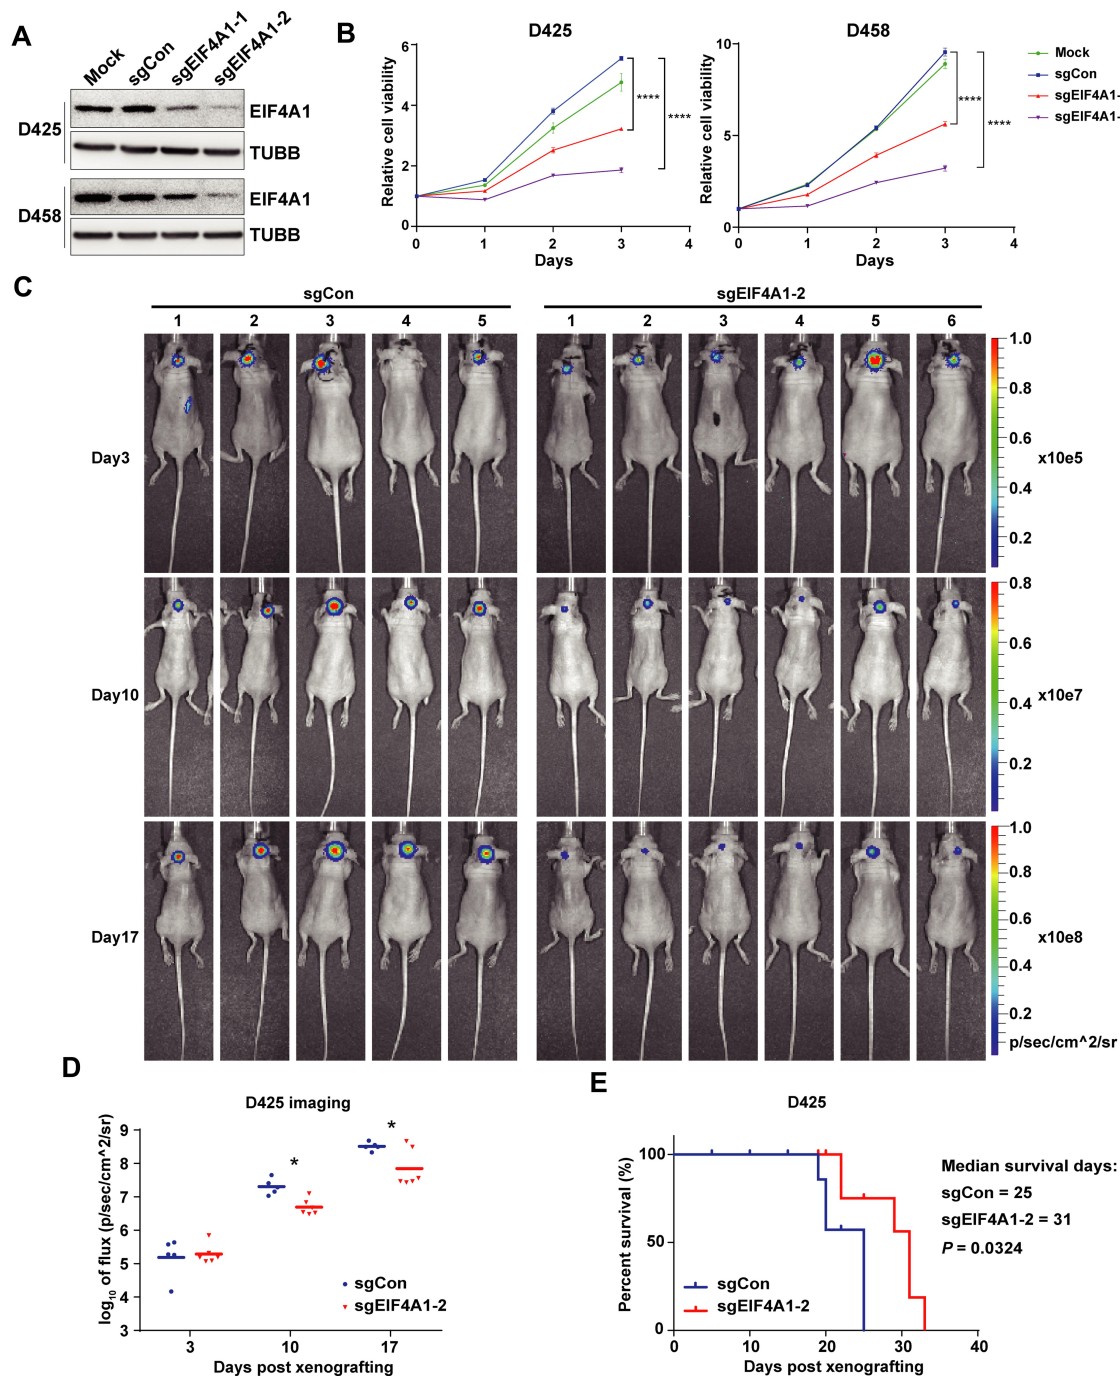 A
Mock
sgCon
sgEIF4A1-1
sgEIF4A1-2
D425
EIF4A1
TUBB
D458
EIF4A1
TUBB
B
D425
Relative cell viability
6
4
2
0
0 1 2 3 4
Days
****
****
D458
Relative cell viability
10
5
0
0 1 2 3 4
Days
****
****
Mock
sgCon
sgEIF4A1-
sgEIF4A1-
C
sgCon
sgEIF4A1-2
1 2 3 4 5
1 2 3 4 5 6
Day3
1.0
0.8
0.6
0.4
0.2
x10e5
Day10
0.8
0.6
0.4
0.2
x10e7
Day17
1.0
0.8
0.6
0.4
0.2
x10e8
p/sec/cm^2/sr
D
D425 imaging
log10 of flux (p/sec/cm^2/sr)
9
8
7
6
5
4
3
*
*
sgCon
sgEIF4A1-2
3 10 17
Days post xenografting
E
D425
Percent survival (%)
100
50
0
0 10 20 30 40
Days post xenografting
sgCon
sgEIF4A1-2
Median survival days:
sgCon = 25
sgEIF4A1-2 = 31
P = 0.0324